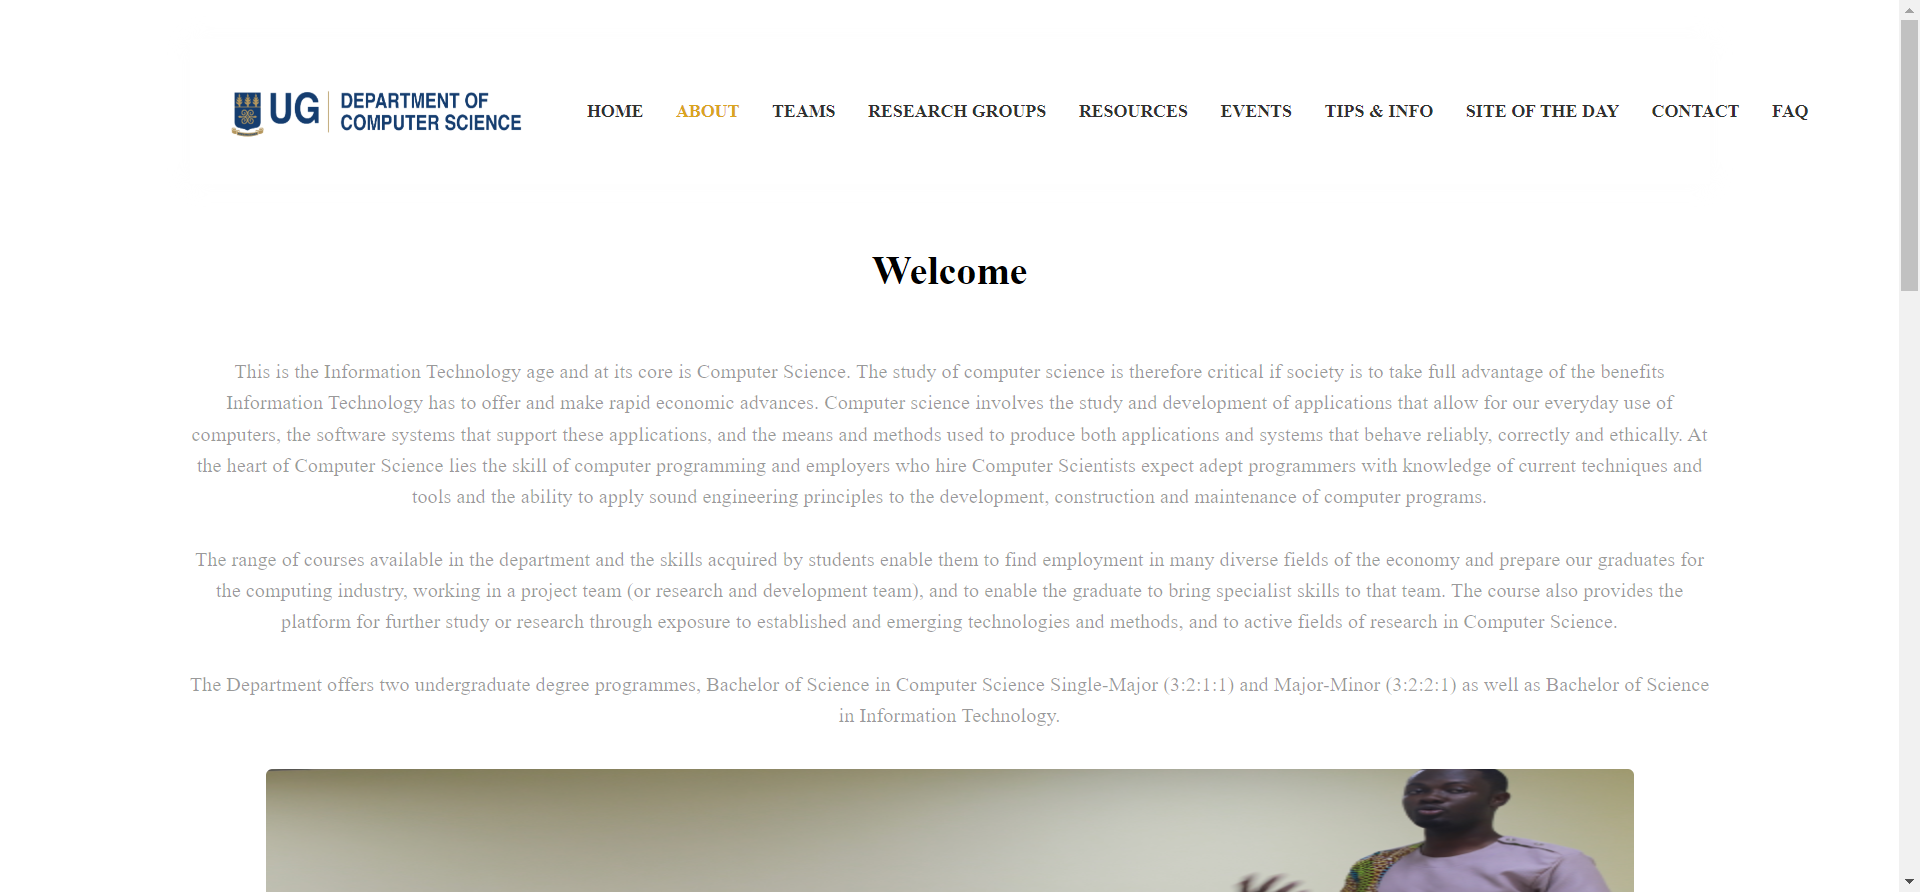 UG DEPARTMENT OF
COMPUTER SCIENCE
HOME ABOUT TEAMS RESEARCH GROUPS RESOURCES EVENTS TIPS & INFO SITE OF THE DAY CONTACT FAQ
Welcome
This is the Information Technology age and at its core is Computer Science. The study of computer science is therefore critical if society is to take full advantage of the benefits
Information Technology has to offer and make rapid economic advances. Computer science involves the study and development of applications that allow for our everyday use of
computers, the software systems that support these applications, and the means and methods used to produce both applications and systems that behave reliably, correctly and ethically. At
the heart of Computer Science lies the skill of computer programming and employers who hire Computer Scientists expect adept programmers with knowledge of current techniques and
tools and the ability to apply sound engineering principles to the development, construction and maintenance of computer programs.
The range of courses available in the department and the skills acquired by students enable them to find employment in many diverse fields of the economy and prepare our graduates for
the computing industry, working in a project team (or research and development team), and to enable the graduate to bring specialist skills to that team. The course also provides the
platform for further study or research through exposure to established and emerging technologies and methods, and to active fields of research in Computer Science.
The Department offers two undergraduate degree programmes, Bachelor of Science in Computer Science Single-Major (3:2:1:1) and Major-Minor (3:2:2:1) as well as Bachelor of Science
in Information Technology.